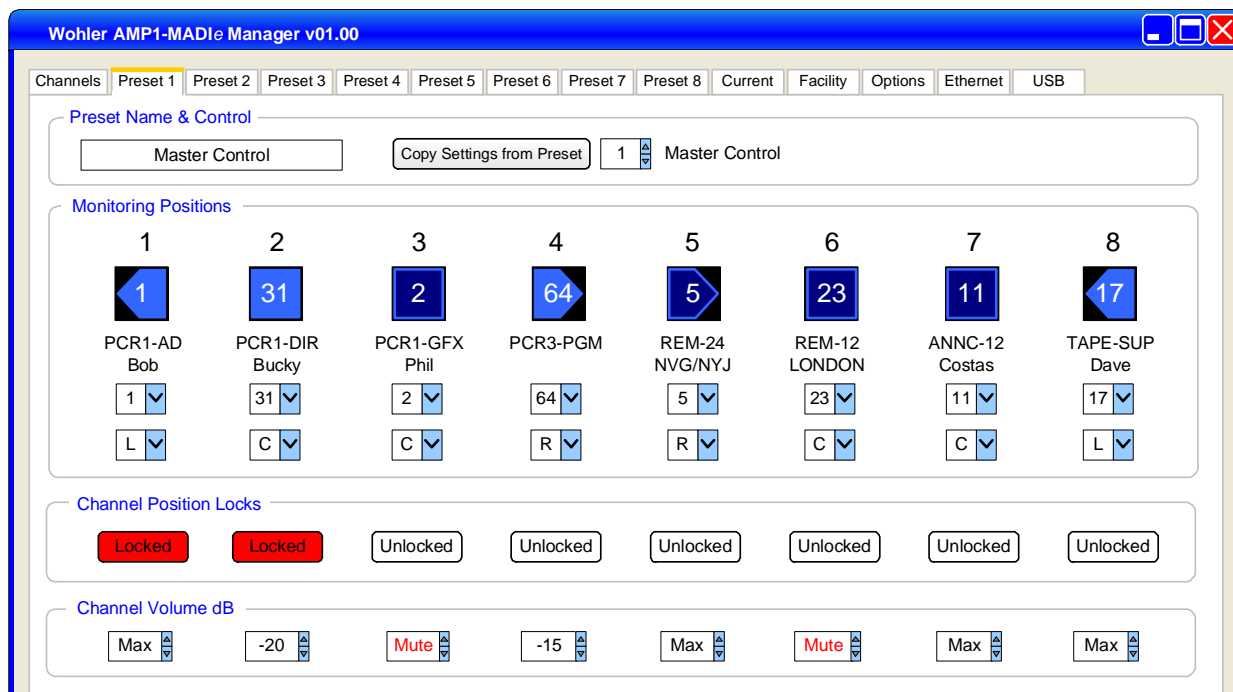 Wohler AMP1-MADIe Manager v01.00
Channels Preset 1 Preset 2 Preset 3 Preset 4 Preset 5 Preset 6 Preset 7 Preset 8 Current Facility Options Ethernet USB
Preset Name & Control
Master Control Copy Settings from Preset 1 Master Control
Monitoring Positions
1 2 3 4 5 6 7 8
1 31 2 64 5 23 11 17
PCR1-AD PCR1-DIR PCR1-GFX PCR3-PGM REM-24 REM-12 ANNC-12 TAPE-SUP
Bob Bucky Phil NVG/NYJ LONDON Costas Dave
1 31 2 64 5 23 11 17
L C C R R C C L
Channel Position Locks
Locked Locked Unlocked Unlocked Unlocked Unlocked Unlocked Unlocked
Channel Volume dB
Max -20 Mute -15 Max Mute Max Max